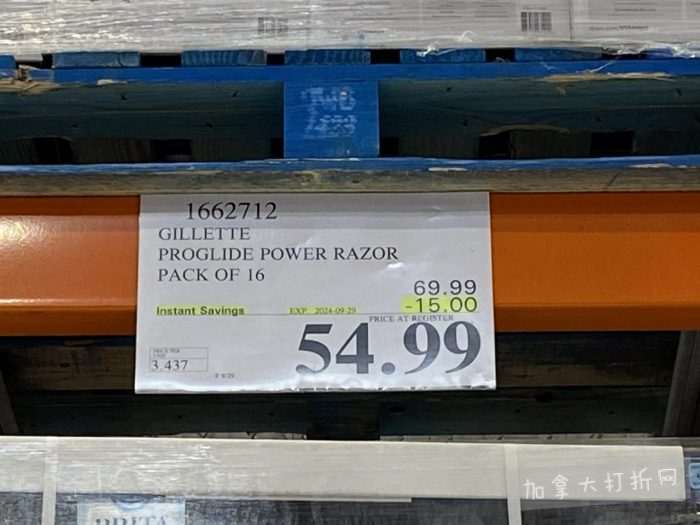 1662712
GILLETTE
PROGLIDE POWER RAZOR
PACK OF 16
69.99
Instant Savings EXP 2024-09-29 -15.00
PRICE AT REGISTER
54.99
3.437
BRITA
加拿大打折网